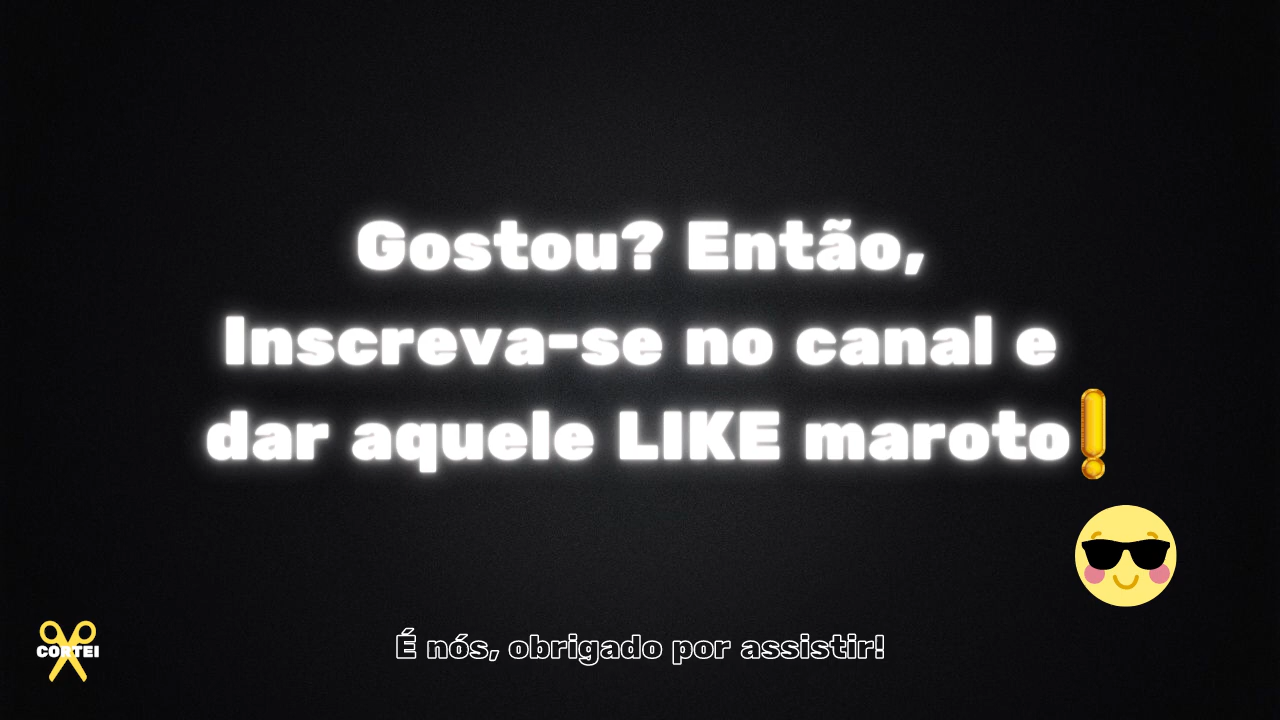 Gostou? Então,
Inscreva-se no canal e
dar aquele LIKE maroto!
É nós, obrigado por assistir!
CORTEI